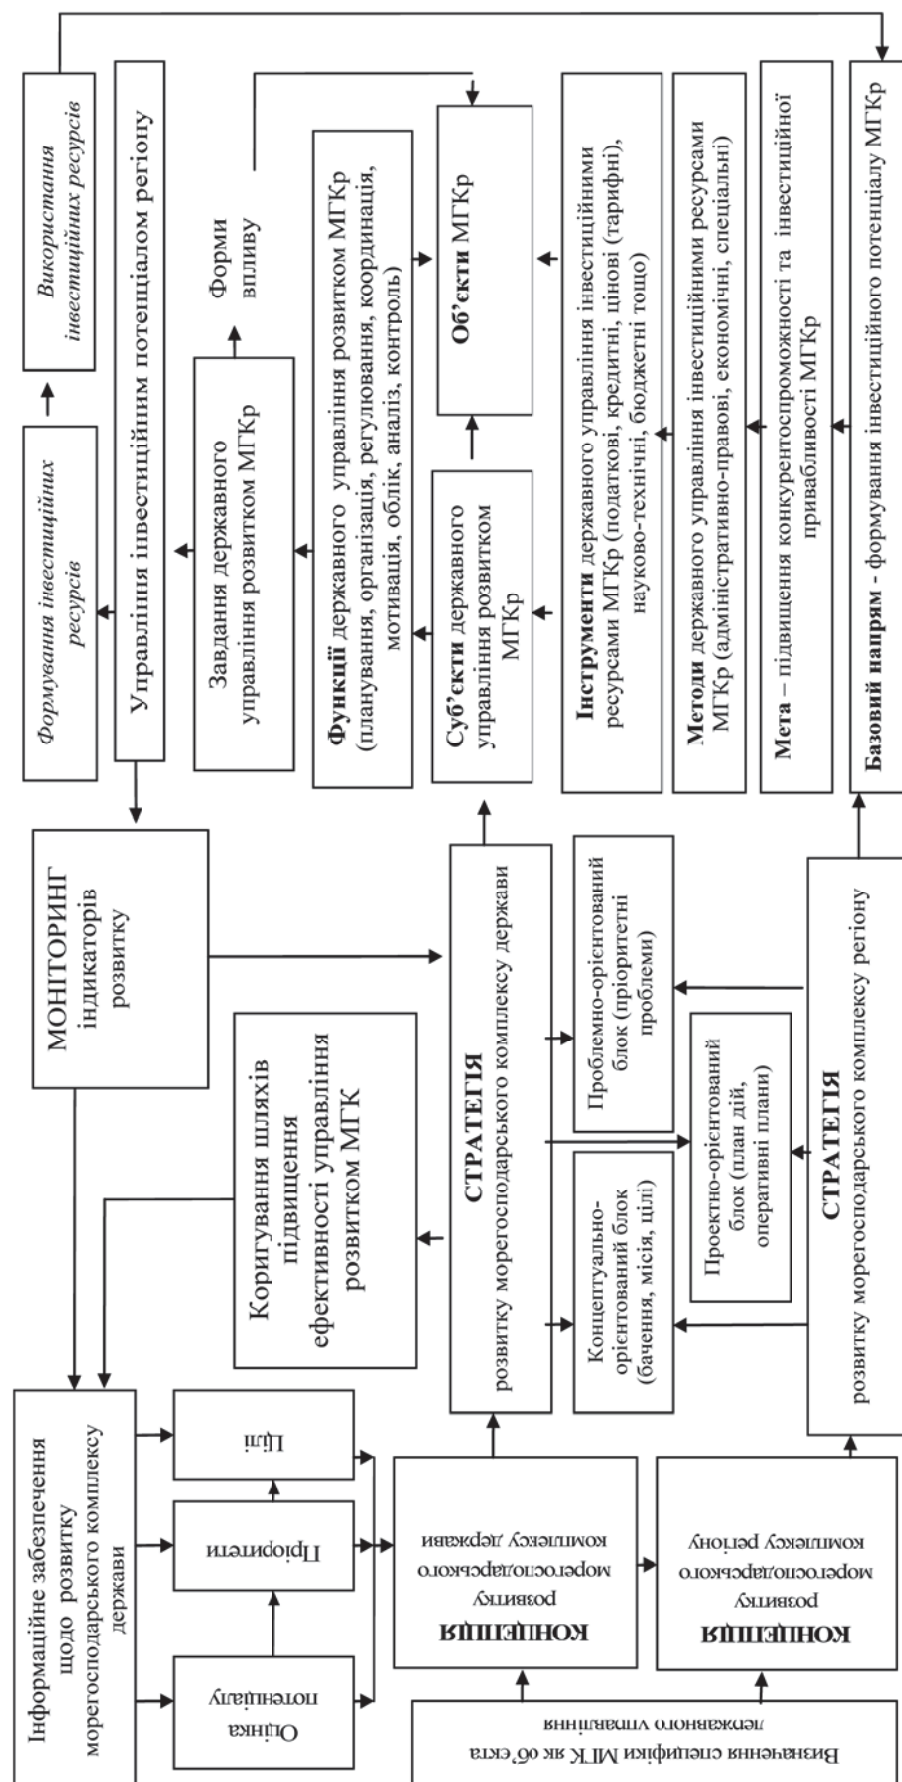 Інформаційне забезпечення
щодо розвитку
морегосподарського комплексу
держави
Оцінка
потенціалу
Пріоритети
Цілі
Визначення специфіки МГК як об’єкта
державного управління
КОНЦЕПЦІЯ
розвитку
морегосподарського
комплексу держави
КОНЦЕПЦІЯ
розвитку
морегосподарського
комплексу регіону
МОНІТОРИНГ
індикаторів
розвитку
Коригування шляхів
підвищення
ефективності управління
розвитком МГК
СТРАТЕГІЯ
розвитку морегосподарського комплексу держави
Концептуально-
орієнтований блок
(бачення, місія, цілі)
Проблемно-орієнтований
блок (пріоритетні
проблеми)
Проектно-орієнтований
блок (план дій,
оперативні плани)
СТРАТЕГІЯ
розвитку морегосподарського комплексу регіону
Формування інвестиційних
ресурсів
Використання
інвестиційних ресурсів
Управління інвестиційним потенціалом регіону
Завдання державного
управління розвитком МГКр
Форми
впливу
Функції державного управління розвитком МГКр
(планування, організація, регулювання, координація,
мотивація, облік, аналіз, контроль)
Суб’єкти державного
управління розвитком
МГКр
Об’єкти МГКр
Інструменти державного управління інвестиційними
ресурсами МГКр (податкові, кредитні, цінові (тарифні),
науково-технічні, бюджетні тощо)
Методи державного управління інвестиційними ресурсами
МГКр (адміністративно-правові, економічні, спеціальні)
Мета – підвищення конкурентоспроможності та інвестиційної
привабливості МГКр
Базовий напрям - формування інвестиційного потенціалу МГКр